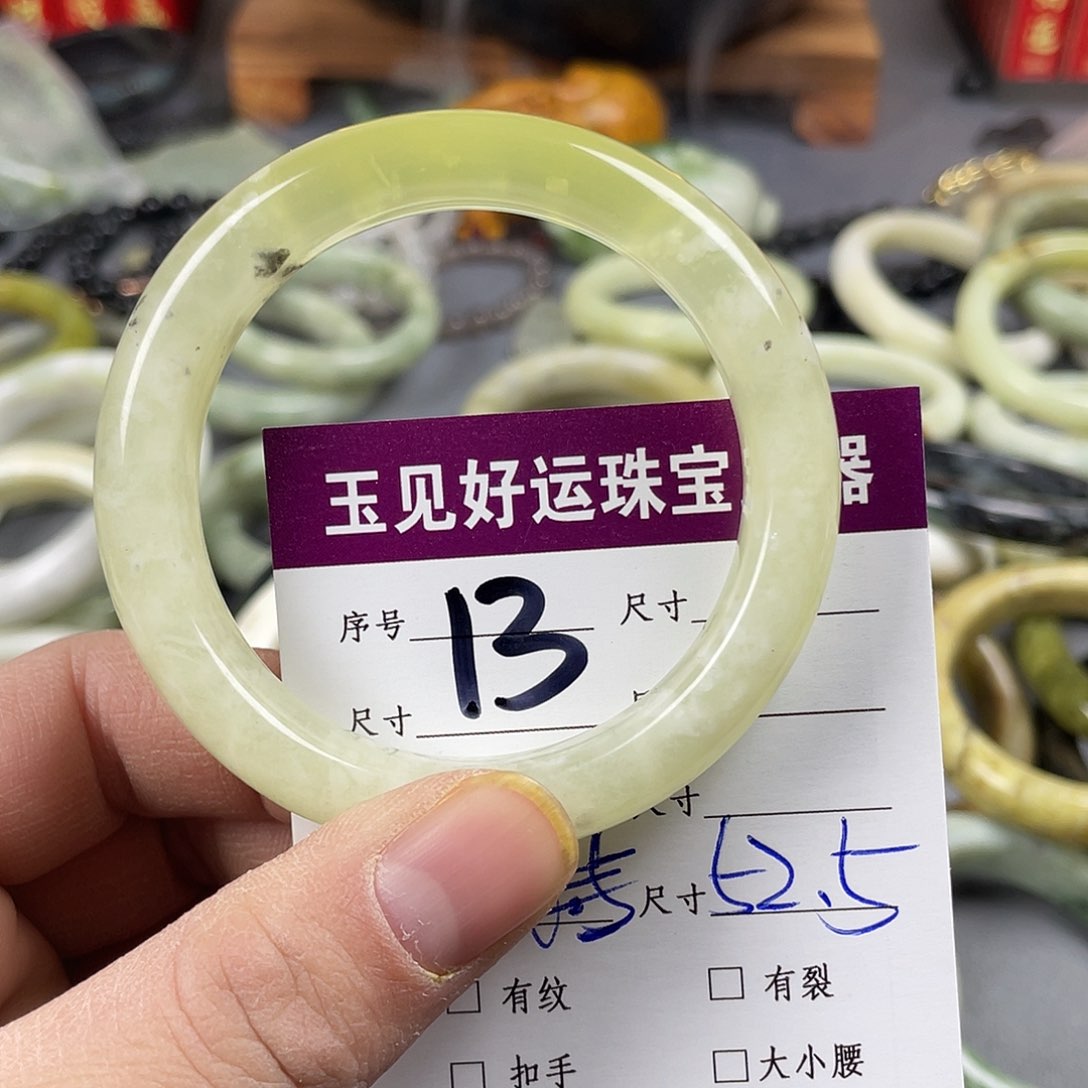 玉见好运珠宝 器
序号 13 尺寸
尺寸
尺寸
尺寸 52.5
□ 有纹 □ 有裂
□ 扣手 □ 大小腰